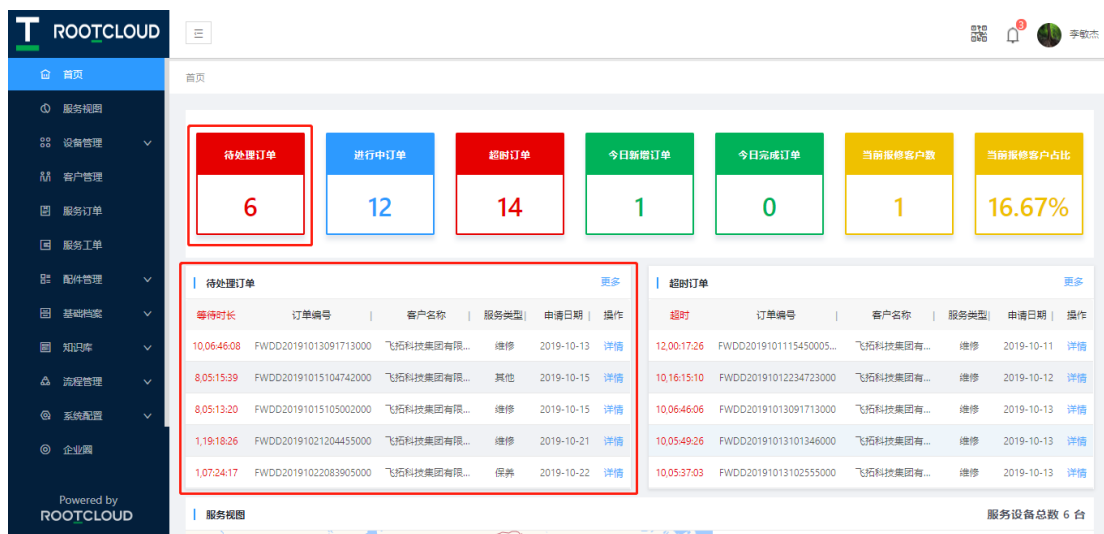 ROOTCLOUD
3
李敏杰
首页
服务视图
设备管理
客户管理
服务订单
服务工单
配件管理
基础档案
知识库
流程管理
系统配置
企业圈
Powered by
ROOTCLOUD
首页
待处理订单 进行中订单 超时订单 今日新增订单 今日完成订单 当前报修客户数 当前报修客户占比
6 12 14 1 0 1 16.67%
待处理订单 更多
等待时长 订单编号 | 客户名称 | 服务类型| 申请日期 | 操作
10,06:46:08 FWDD20191013091713000 飞拓科技集团有限... 维修 2019-10-13 详情
8,05:15:39 FWDD20191015104742000 飞拓科技集团有限... 其他 2019-10-15 详情
8,05:13:20 FWDD20191015105002000 飞拓科技集团有限... 维修 2019-10-15 详情
1,19:18:26 FWDD20191021204455000 飞拓科技集团有限... 维修 2019-10-21 详情
1,07:24:17 FWDD20191022083905000 飞拓科技集团有限... 保养 2019-10-22 详情
超时订单 更多
超时 订单编号 | 客户名称 | 服务类型| 申请日期 | 操作
12,00:17:26 FWDD20191011115450005... 飞拓科技集团有... 维修 2019-10-11 详情
10,16:15:10 FWDD20191012234723000 飞拓科技集团有... 维修 2019-10-12 详情
10,06:46:06 FWDD20191013091713000 飞拓科技集团有... 维修 2019-10-13 详情
10,05:49:26 FWDD20191013101346000 飞拓科技集团有... 维修 2019-10-13 详情
10,05:37:03 FWDD20191013102555000 飞拓科技集团有... 维修 2019-10-13 详情
服务视图 服务设备总数 6 台